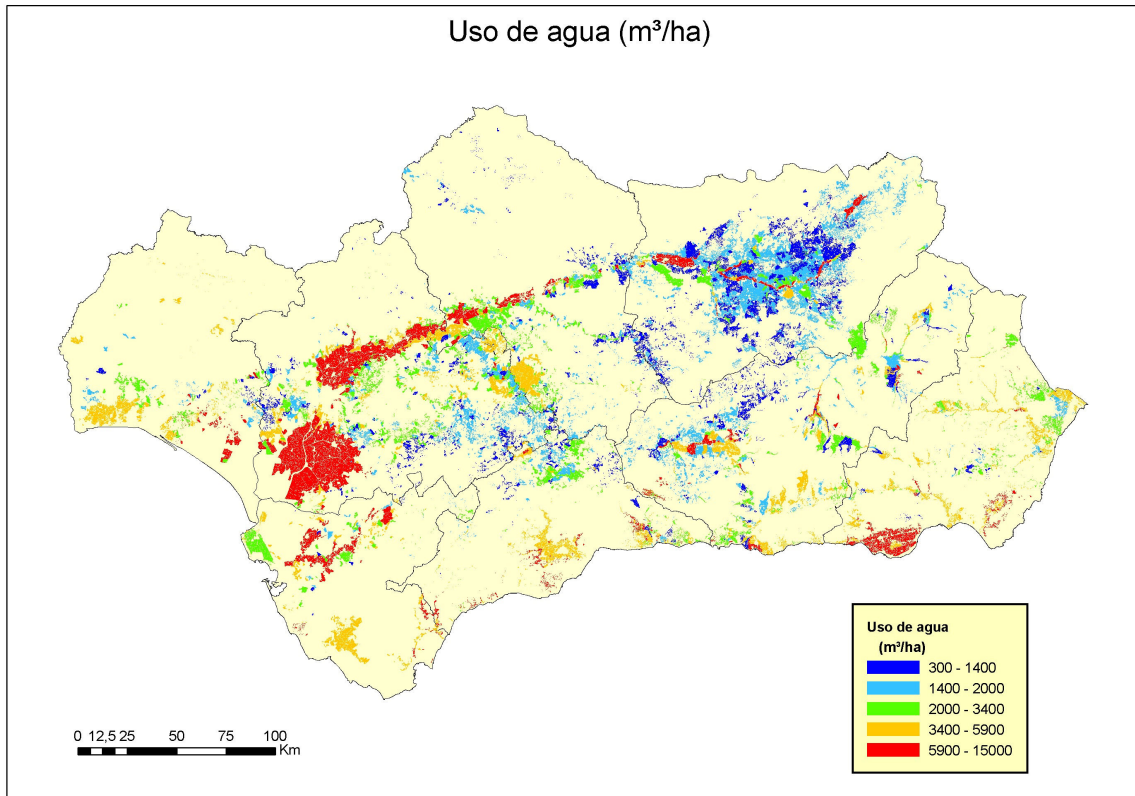 Uso de agua (m³/ha)
Uso de agua
(m³/ha)
300 - 1400
1400 - 2000
2000 - 3400
3400 - 5900
5900 - 15000
0 12,5 25 50 75 100
Km